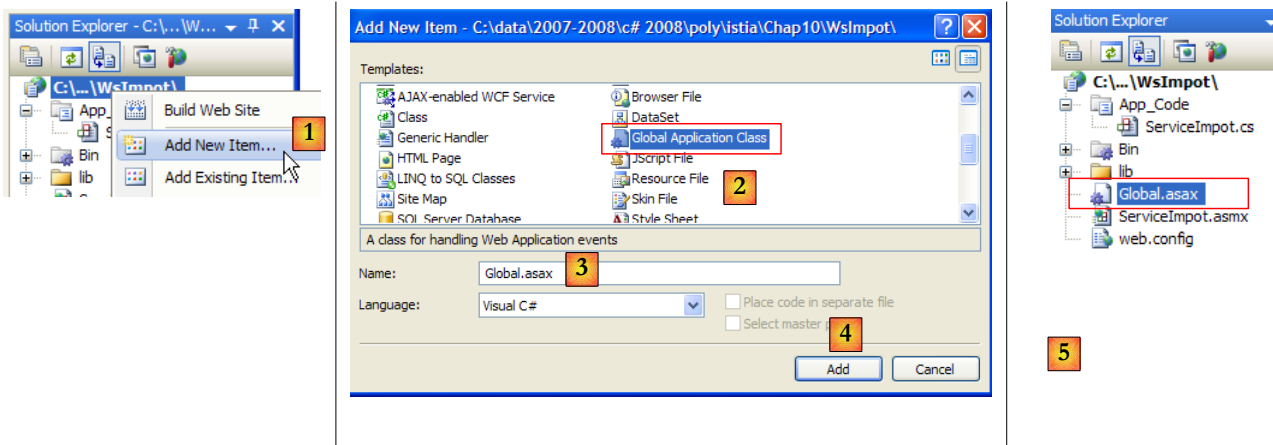 Solution Explorer - C:\...\W...
C:\...\WsImpot\
App_
Build Web Site
1
Add New Item...
Bin
lib
Add Existing Item...
Add New Item - C:\data\2007-2008\c# 2008\poly\istia\Chap10\WsImpot\
Templates:
AJAX-enabled WCF Service
Browser File
Class
DataSet
Generic Handler
Global Application Class
HTML Page
JScript File
LINQ to SQL Classes
Resource File
2
Site Map
Skin File
SQL Server Database
Style Sheet
A class for handling Web Application events
Name:
Global.asax
3
Language:
Visual C#
Place code in separate file
Select master p
4
Add
Cancel
Solution Explorer
C:\...\WsImpot\
App_Code
ServiceImpot.cs
Bin
lib
Global.asax
ServiceImpot.asmx
web.config
5